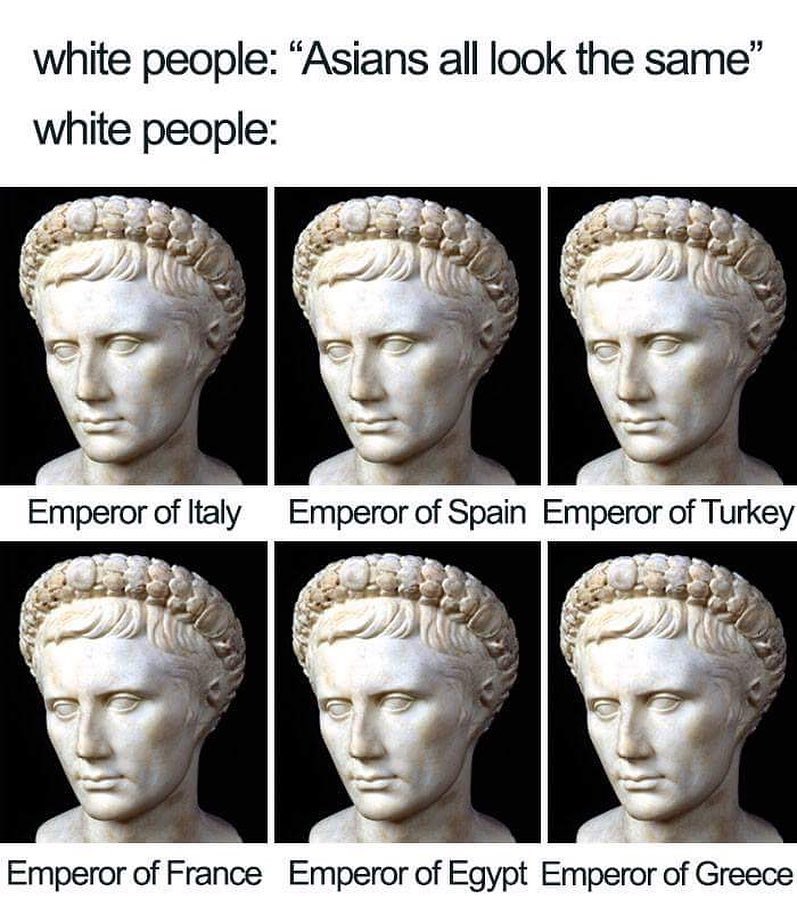 white people: “Asians all look the same”
white people:
Emperor of Italy
Emperor of Spain
Emperor of Turkey
Emperor of France
Emperor of Egypt
Emperor of Greece